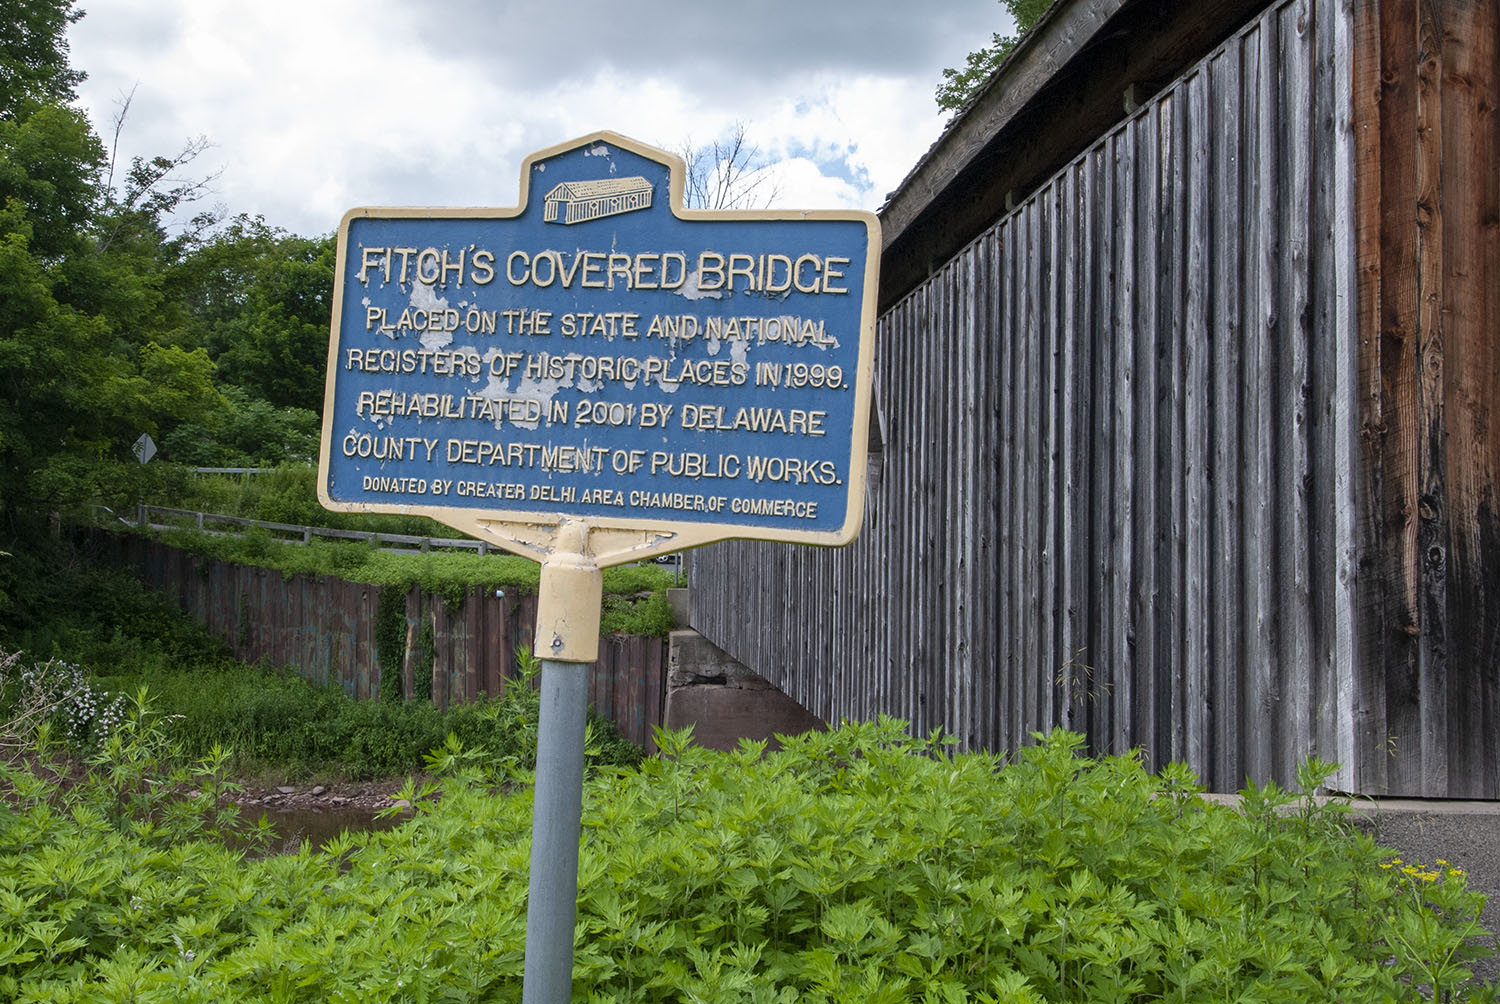 FITCH'S COVERED BRIDGE
PLACED ON THE STATE AND NATIONAL
REGISTERS OF HISTORIC PLACES IN 1999.
REHABILITATED IN 2001 BY DELAWARE
COUNTY DEPARTMENT OF PUBLIC WORKS.
DONATED BY GREATER DELHI AREA CHAMBER OF COMMERCE